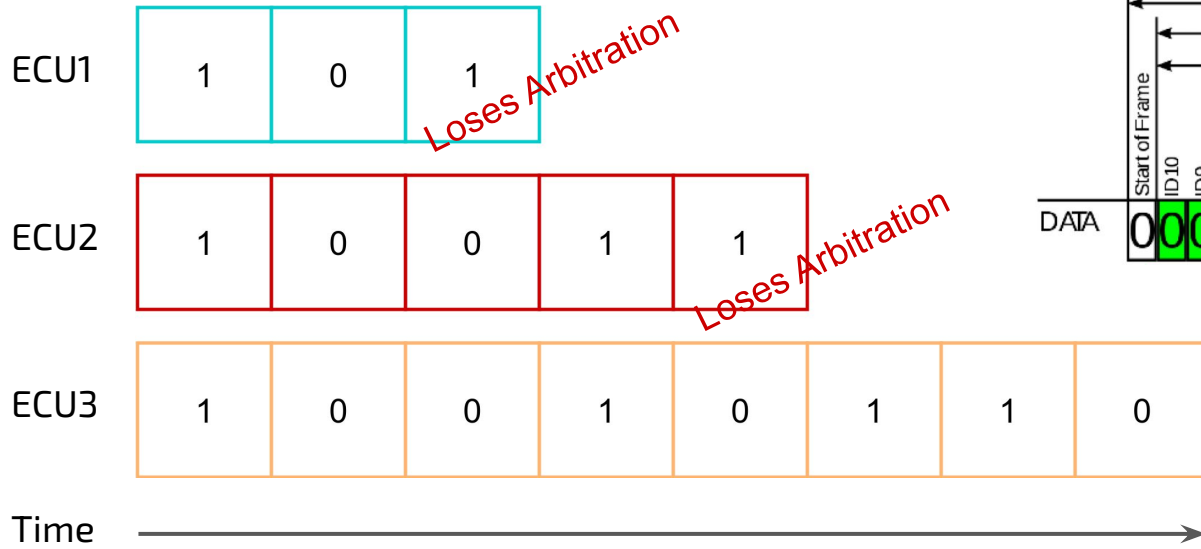 ECU1 1 0 1
Loses Arbitration
ECU2 1 0 0 1 1
Loses Arbitration
ECU3 1 0 0 1 0 1 1 0
Time
Start of Frame
ID10
DATA 0 0